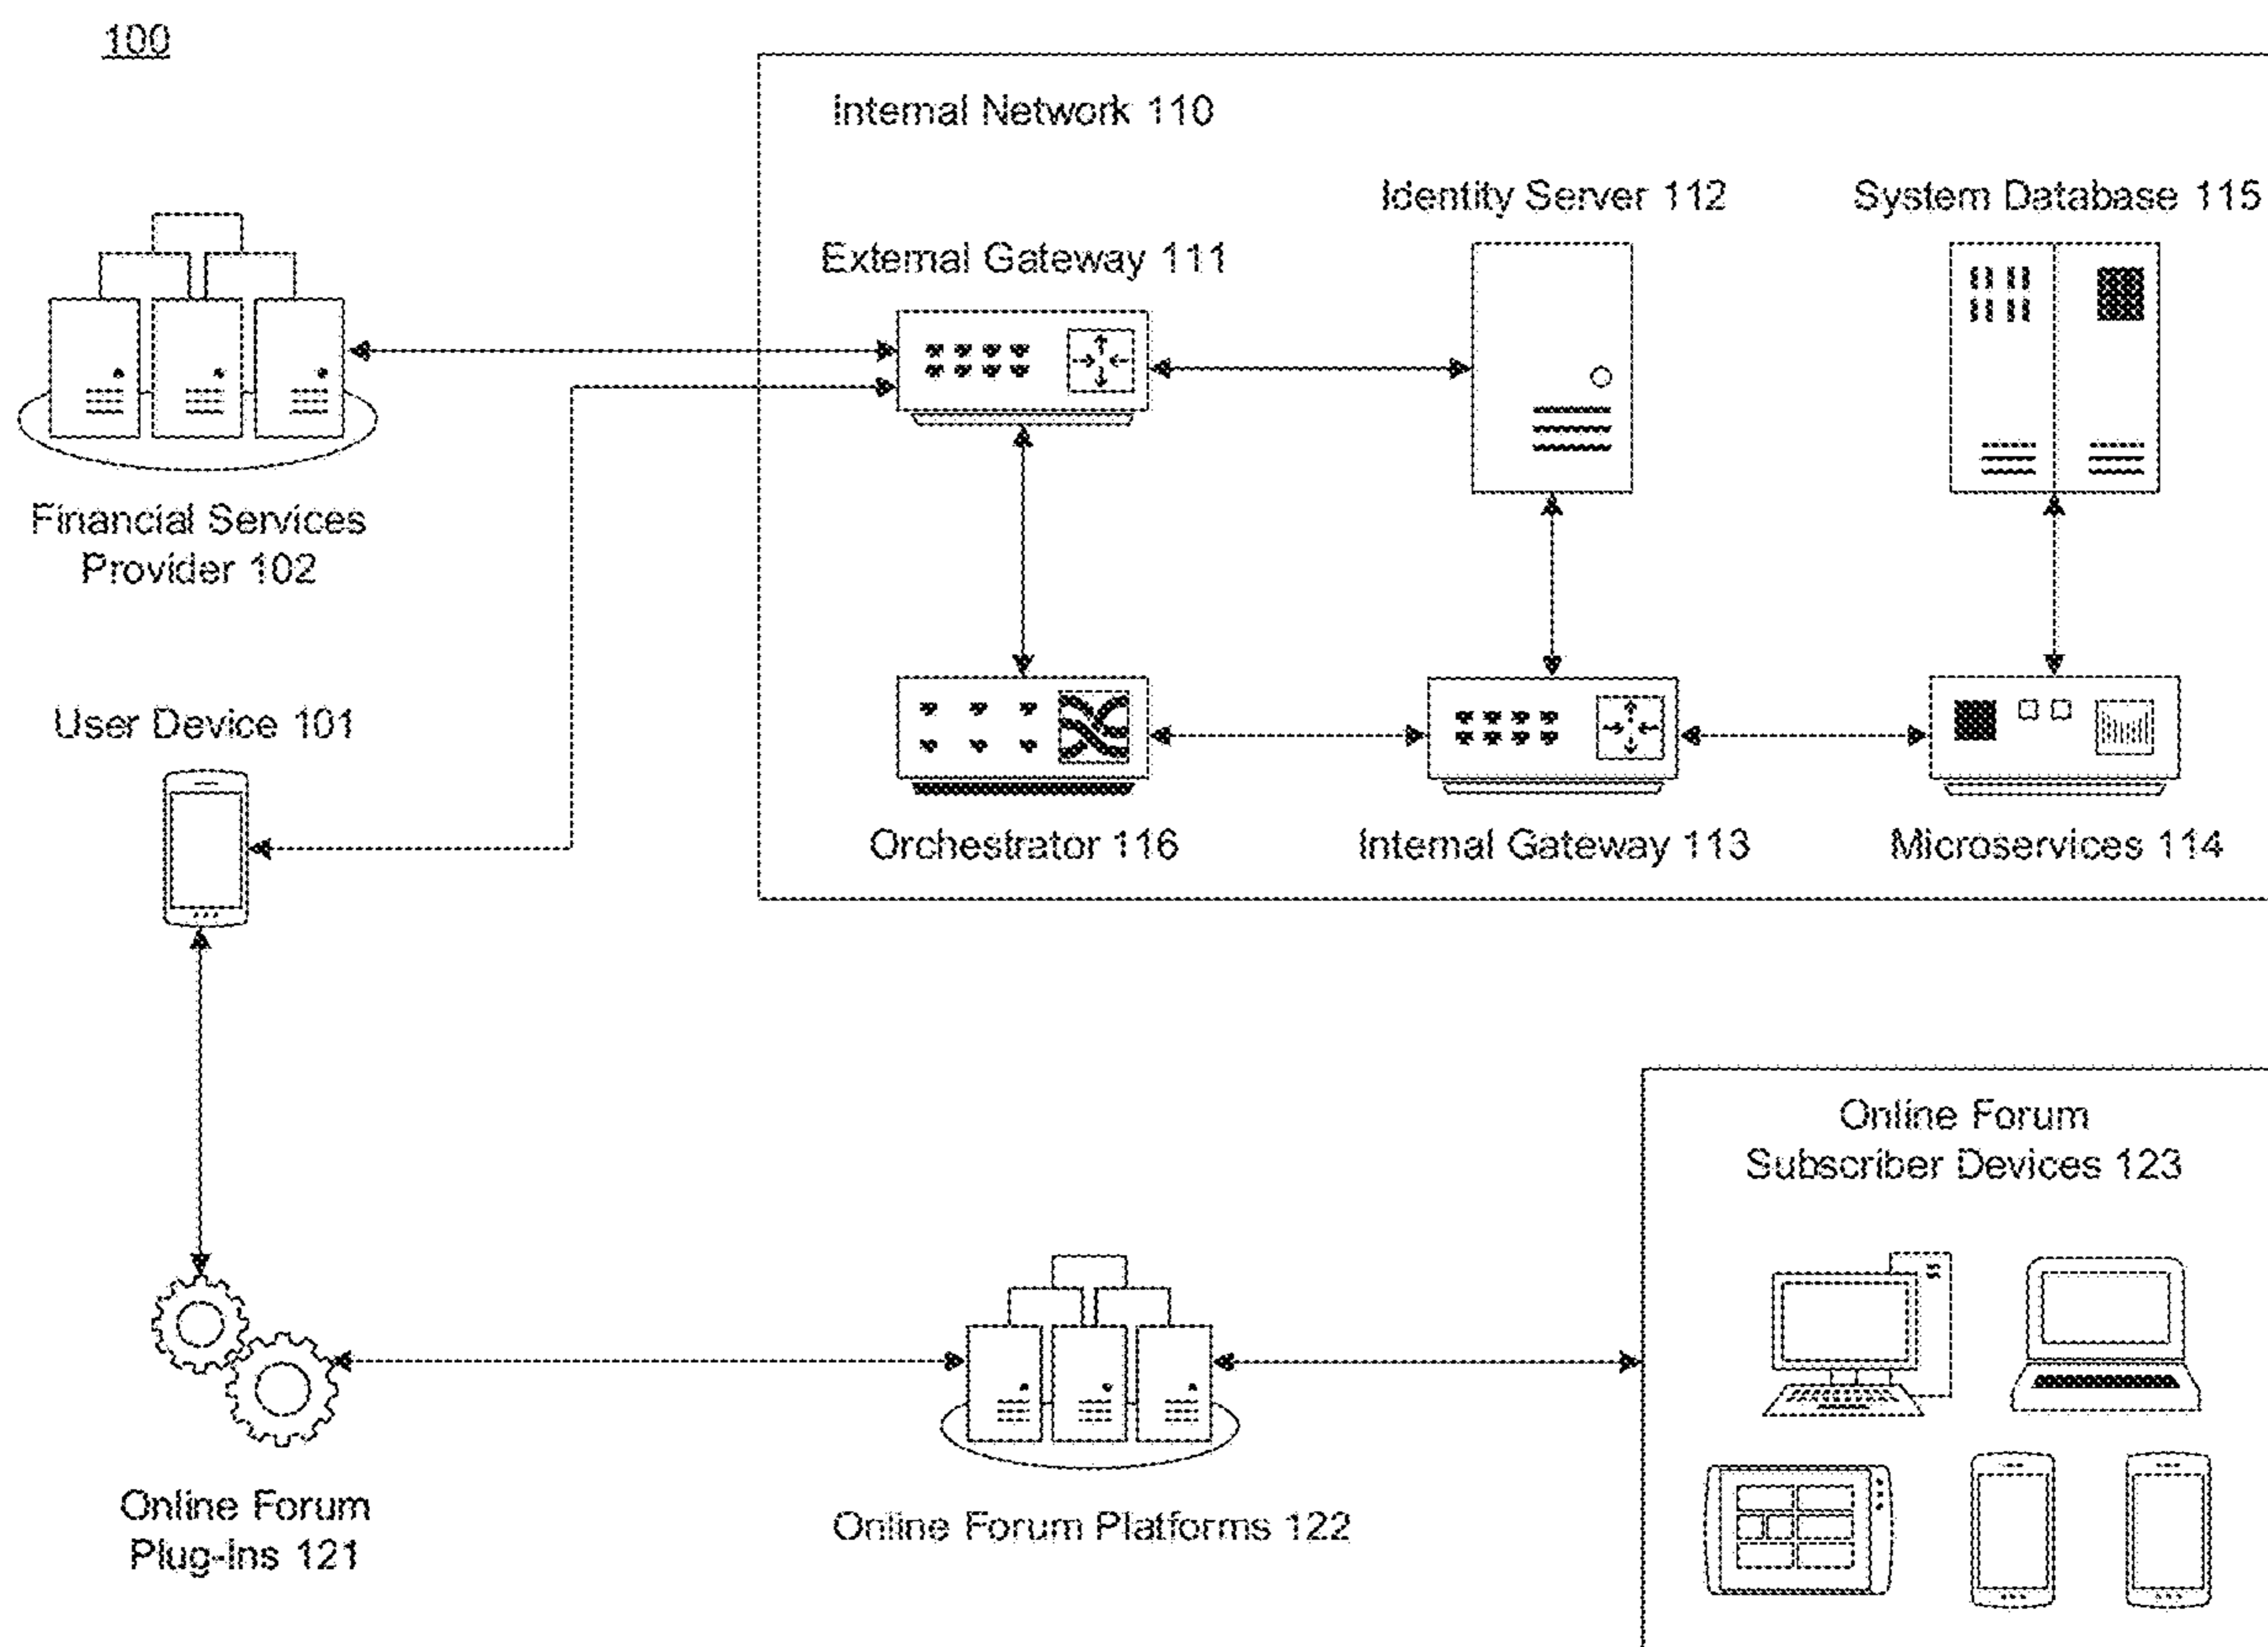 100
Internal Network 110
Identity Server 112
System Database 115
External Gateway 111
Financial Services
Provider 102
User Device 101
Orchestrator 116
Internal Gateway 113
Microservices 114
Online Forum
Subscriber Devices 123
Online Forum
Plug-Ins 121
Online Forum Platforms 122